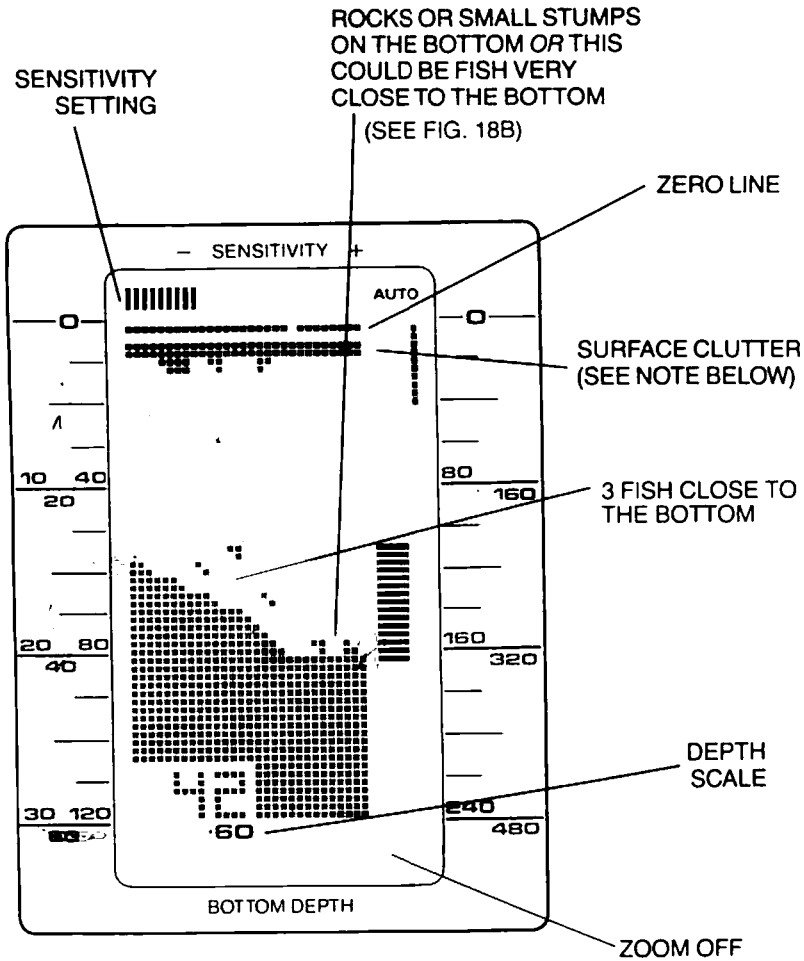 ROCKS OR SMALL STUMPS
ON THE BOTTOM OR THIS
COULD BE FISH VERY
CLOSE TO THE BOTTOM
(SEE FIG. 18B)
SENSITIVITY
SETTING
ZERO LINE
− SENSITIVITY +
AUTO
0
0
SURFACE CLUTTER
(SEE NOTE BELOW)
10 40
20
80
160
3 FISH CLOSE TO
THE BOTTOM
20 80
40
160
320
DEPTH
SCALE
42
30 120
240
480
60
BOTTOM DEPTH
ZOOM OFF